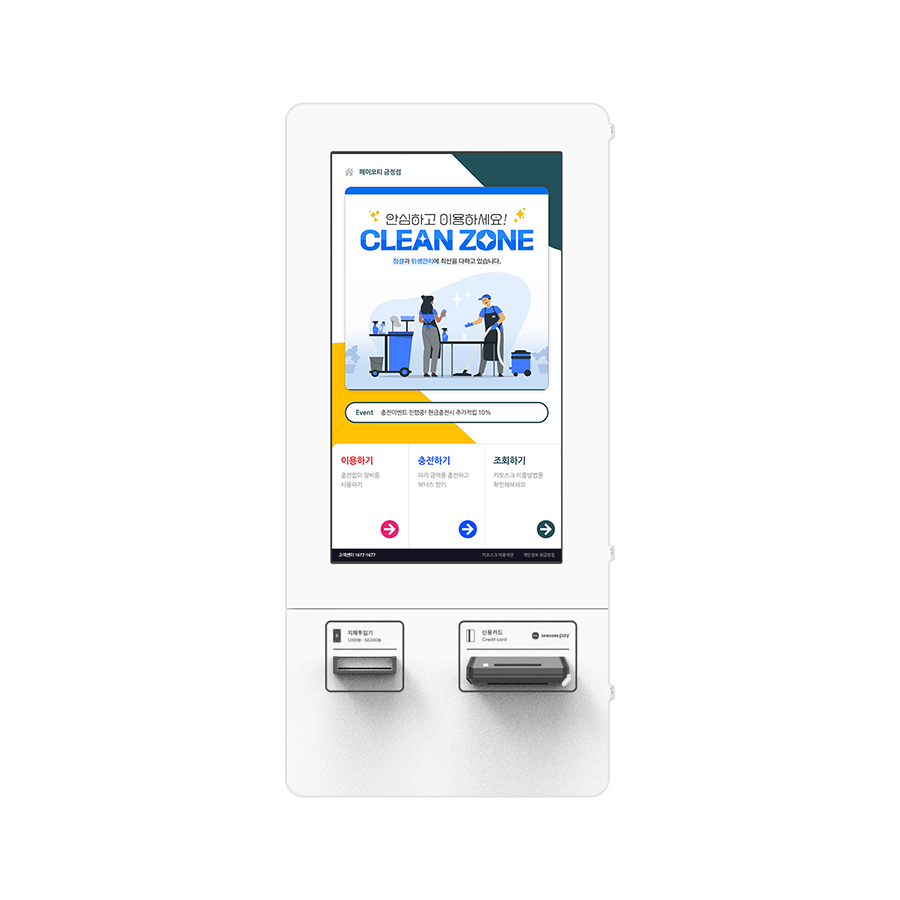 페이오티 금정점
안심하고 이용하세요!
CLEAN ZONE
청결과 위생관리에 최선을 다하고 있습니다.
Event 충전이벤트 진행중! 현금충전시 추가적립 10%
이용하기
충전없이 장비를
사용하기
충전하기
미리 금액을 충전하고
보너스 받기
조회하기
키오스크 이용방법을
확인해보세요
고객센터 1677-1677
키오스크 이용약관 개인정보 취급방침
지폐투입기
1,000원 - 50,000원
신용카드
Credit card
SAMSUNG pay